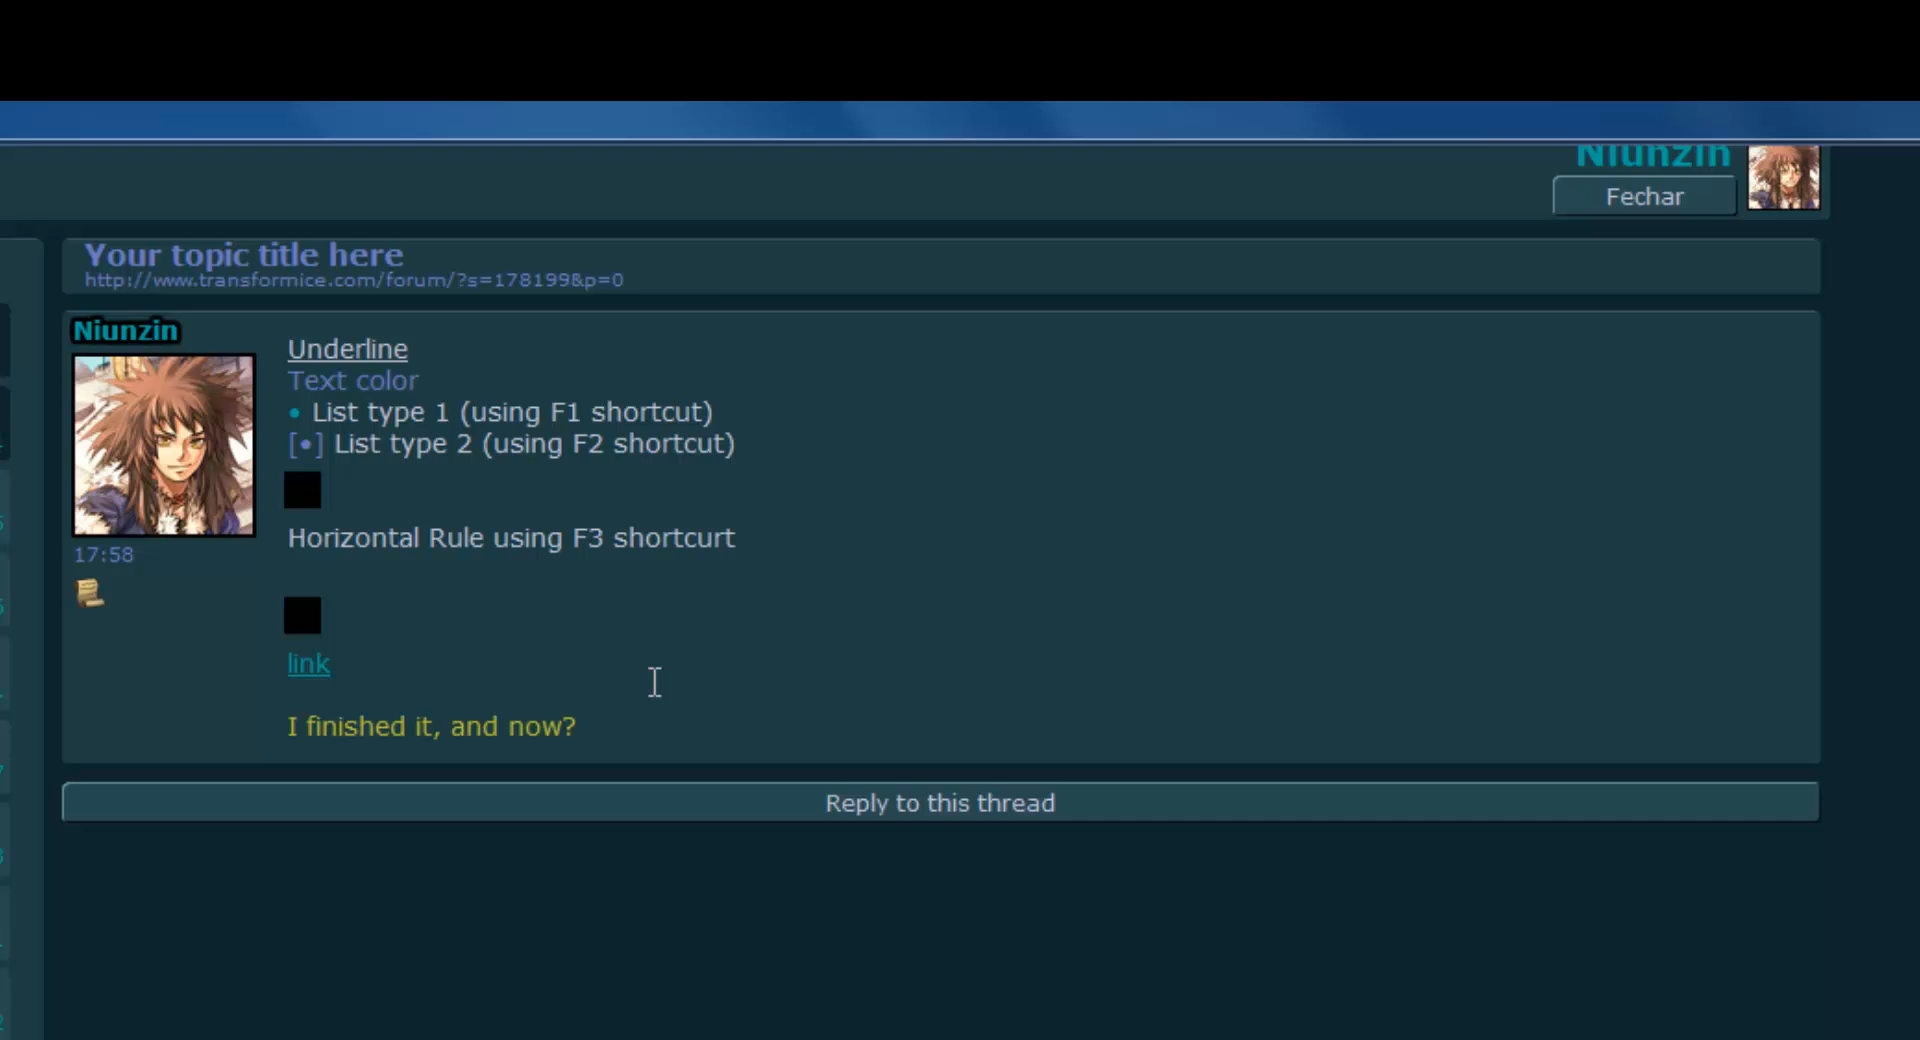 Niunzin
Fechar
Your topic title here
http://www.transformice.com/forum/?s=178199&p=0
Niunzin
Underline
Text color
• List type 1 (using F1 shortcut)
[•] List type 2 (using F2 shortcut)
Horizontal Rule using F3 shortcurt
17:58
link
I finished it, and now?
Reply to this thread